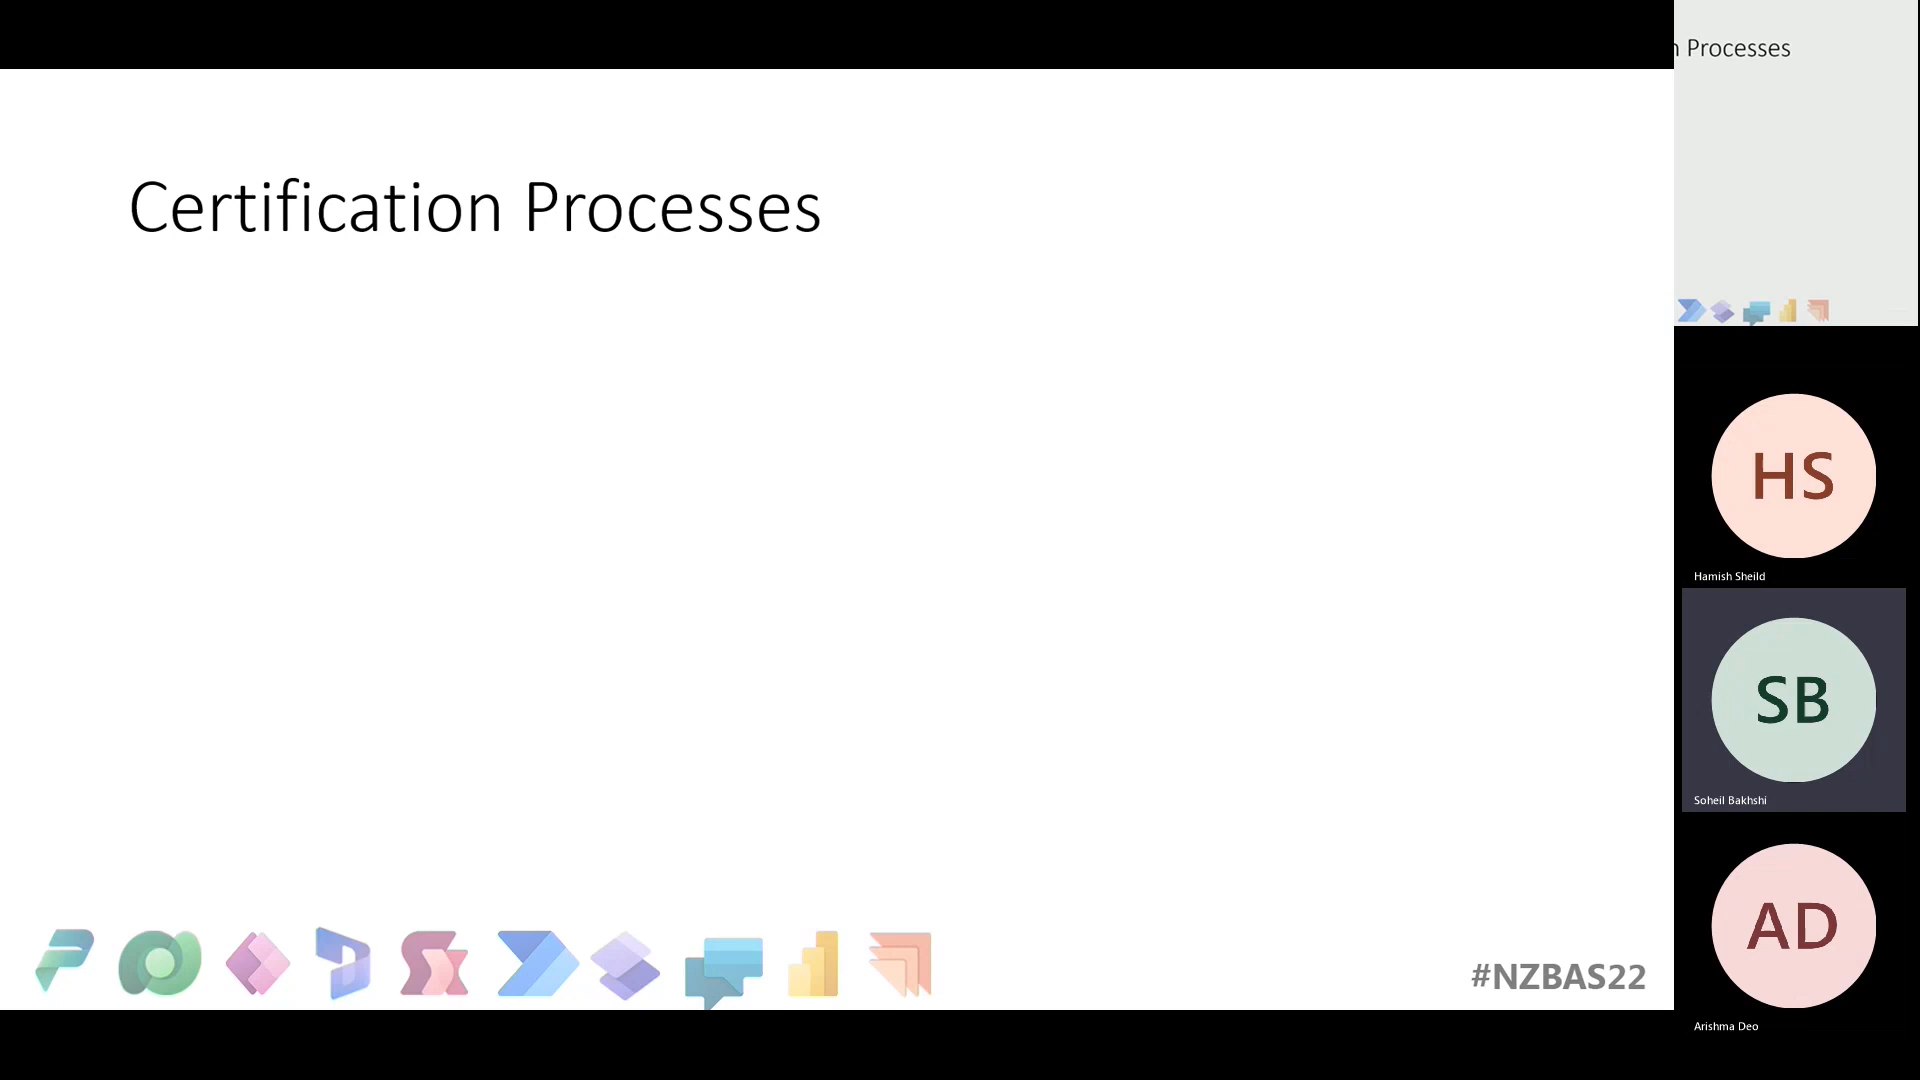 Certification Processes
#NZBAS22
n Processes
HS
Hamish Sheild
SB
Soheil Bakhshi
AD
Arishma Deo